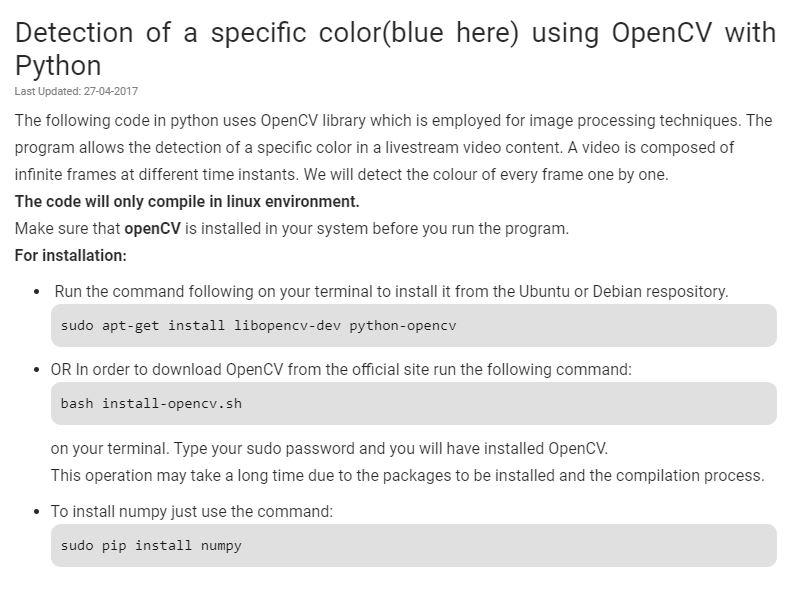 Detection of a specific color(blue here) using OpenCV with
Python
Last Updated: 27-04-2017
The following code in python uses OpenCV library which is employed for image processing techniques. The
program allows the detection of a specific color in a livestream video content. A video is composed of
infinite frames at different time instants. We will detect the colour of every frame one by one.
The code will only compile in linux environment.
Make sure that openCV is installed in your system before you run the program.
For installation:
• Run the command following on your terminal to install it from the Ubuntu or Debian respository.
sudo apt-get install libopencv-dev python-opencv
• OR In order to download OpenCV from the official site run the following command:
bash install-opencv.sh
on your terminal. Type your sudo password and you will have installed OpenCV.
This operation may take a long time due to the packages to be installed and the compilation process.
• To install numpy just use the command:
sudo pip install numpy